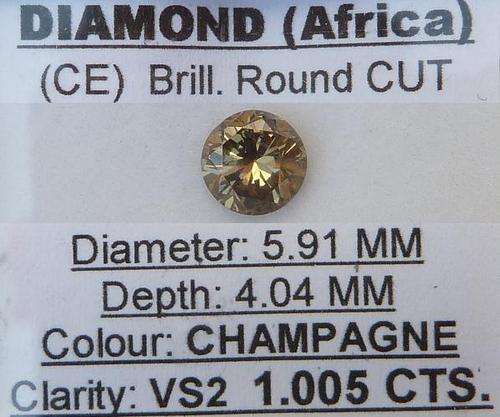 DIAMOND (Africa)
(CE) Brill. Round CUT
Diameter: 5.91 MM
Depth: 4.04 MM
Colour: CHAMPAGNE
Clarity: VS2 1.005 CTS.